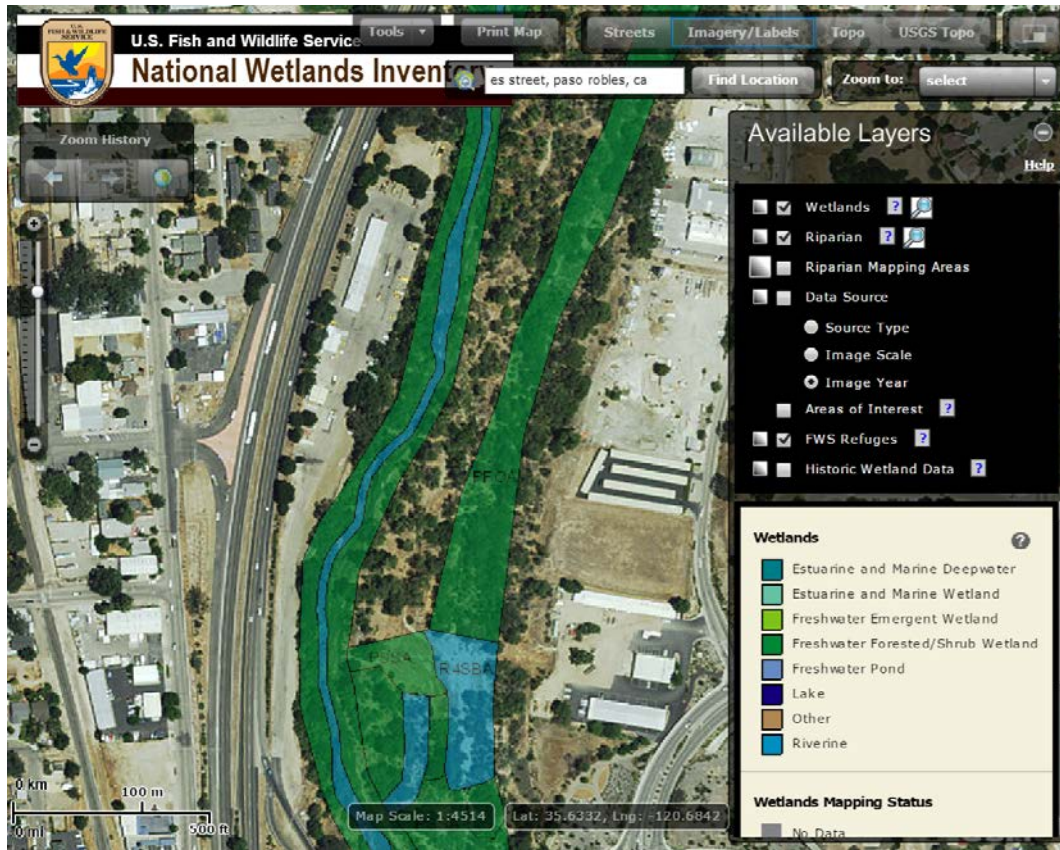 U.S.
FISH & WILDLIFE
SERVICE
U.S. Fish and Wildlife Service
National Wetlands Inventory
Tools
Print Map
Streets
Imagery/Labels
Topo
USGS Topo
es street, paso robles, ca
Find Location
Zoom to:
select
Zoom History
Available Layers
Help
Wetlands ?
Riparian ?
Riparian Mapping Areas
Data Source
Source Type
Image Scale
Image Year
Areas of Interest ?
FWS Refuges ?
Historic Wetland Data ?
R4SBA
Wetlands
?
Estuarine and Marine Deepwater
Estuarine and Marine Wetland
Freshwater Emergent Wetland
Freshwater Forested/Shrub Wetland
Freshwater Pond
Lake
Other
Riverine
Wetlands Mapping Status
No Data
0 km
100 m
0 mi
500 ft
Map Scale: 1:4514
Lat: 35.6332, Lng: -120.6842